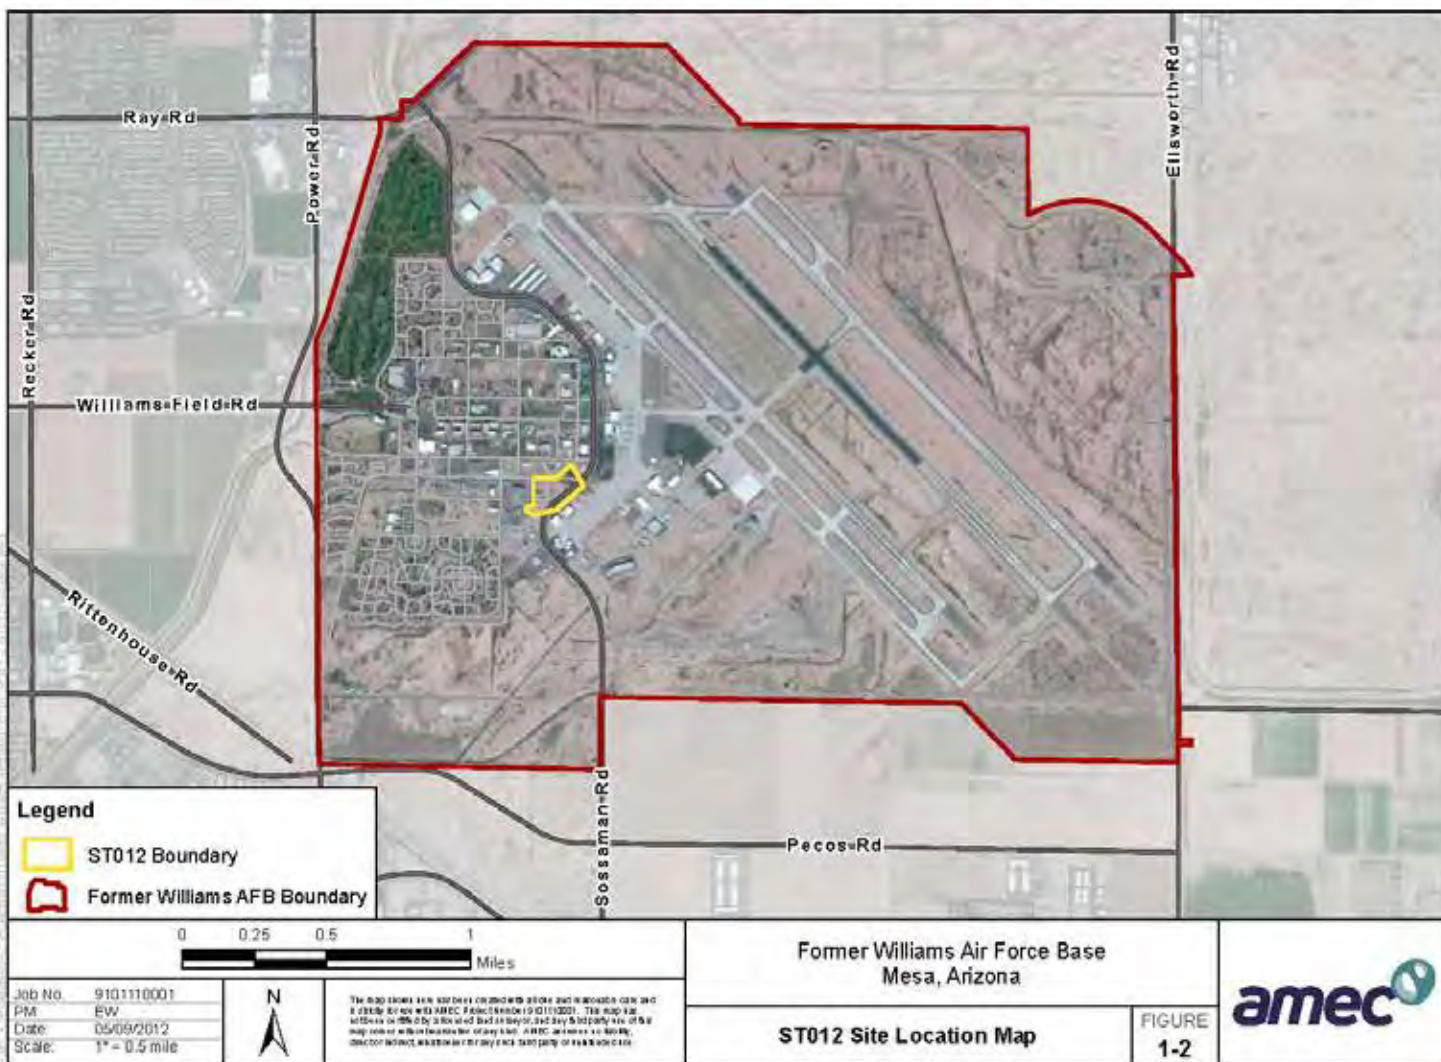 Ray Rd
Power Rd
Ellsworth Rd
Recker Rd
Williams Field Rd
Rittenhouse Rd
Sossaman Rd
Pecos Rd
Legend
ST012 Boundary
Former Williams AFB Boundary
0 0.25 0.5 1
Miles
Job No. 9101110001
PM EW
Date: 05/09/2012
Scale: 1" = 0.5 mile
N
Former Williams Air Force Base
Mesa, Arizona
ST012 Site Location Map
FIGURE
1-2
amec